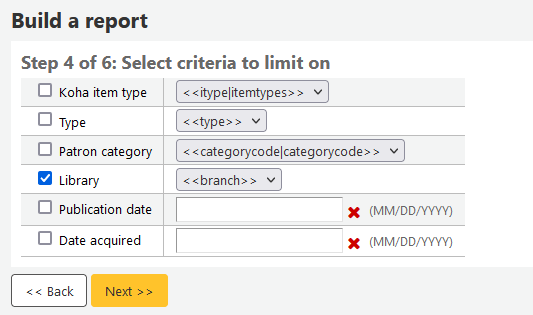 Build a report
Step 4 of 6: Select criteria to limit on
Koha item type <<itype|itemtypes>>
Type <<type>>
Patron category <<categorycode|categorycode>>
Library <<branch>>
Publication date (MM/DD/YYYY)
Date acquired (MM/DD/YYYY)
<< Back Next >>